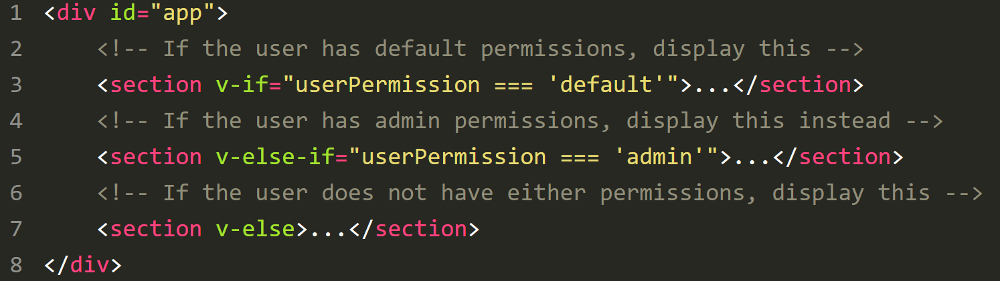 1 <div id="app">
2     <!-- If the user has default permissions, display this -->
3     <section v-if="userPermission === 'default'">...</section>
4     <!-- If the user has admin permissions, display this instead -->
5     <section v-else-if="userPermission === 'admin'">...</section>
6     <!-- If the user does not have either permissions, display this -->
7     <section v-else>...</section>
8 </div>